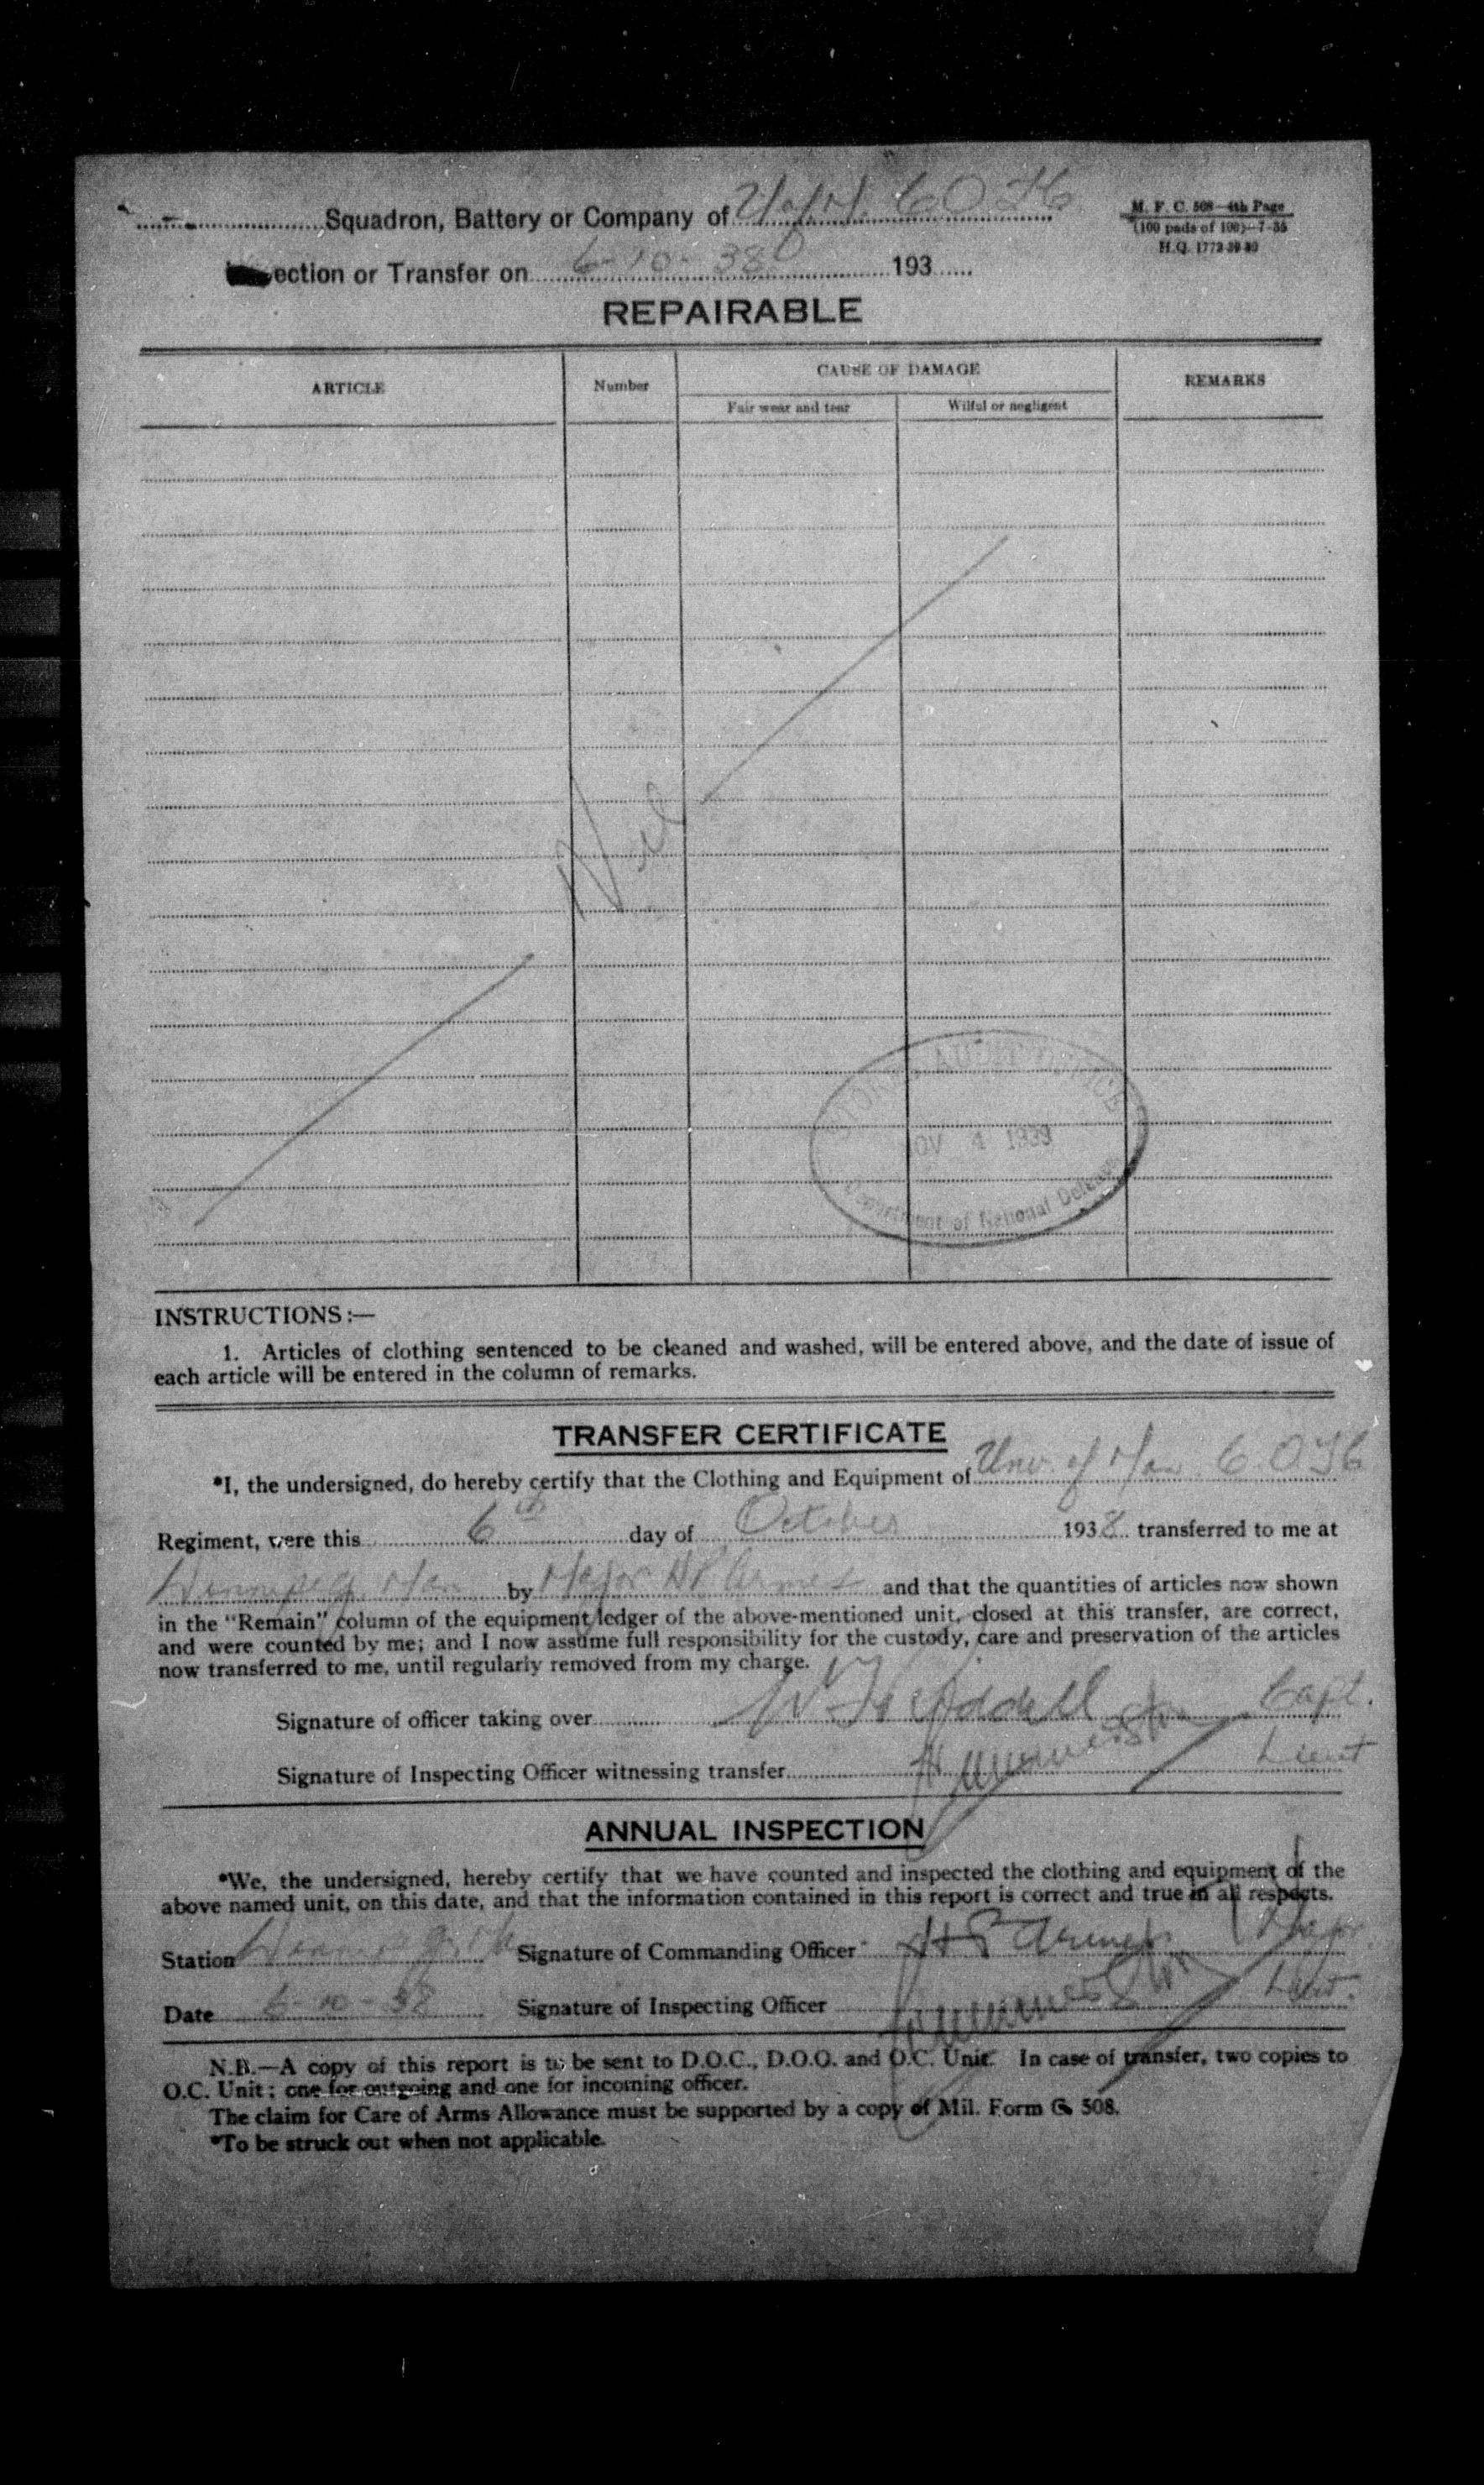 Squadron, Battery or Company of U of M. C.O.T.C.
M. F. C. 508—4th Page
(100 pads of 100)—7-35
H.Q. 1772-39-
ection or Transfer on 6-10-38 193
REPAIRABLE
ARTICLE Number CAUSE OF DAMAGE REMARKS
Fair wear and tear Wilful or negligent
Nil
STORES AUDIT OFFICE
NOV 4 1939
Department of National Defence
INSTRUCTIONS:—
1. Articles of clothing sentenced to be cleaned and washed, will be entered above, and the date of issue of
each article will be entered in the column of remarks.
TRANSFER CERTIFICATE
*I, the undersigned, do hereby certify that the Clothing and Equipment of Univ. of Man. C.O.T.C.
Regiment, were this 6th day of October 1938 transferred to me at
Winnipeg Man by Major and that the quantities of articles now shown
in the "Remain" column of the equipment ledger of the above-mentioned unit, closed at this transfer, are correct,
and were counted by me; and I now assume full responsibility for the custody, care and preservation of the articles
now transferred to me, until regularly removed from my charge.
Signature of officer taking over Capt.
Signature of Inspecting Officer witnessing transfer Lieut
ANNUAL INSPECTION
*We, the undersigned, hereby certify that we have counted and inspected the clothing and equipment of the
above named unit, on this date, and that the information contained in this report is correct and true in all respects.
Station Winnipeg Signature of Commanding Officer Major
Date 6-10-38 Signature of Inspecting Officer Lieut.
N.B.—A copy of this report is to be sent to D.O.C., D.O.O. and O.C. Unit. In case of transfer, two copies to
O.C. Unit; one for outgoing and one for incoming officer.
The claim for Care of Arms Allowance must be supported by a copy of Mil. Form G. 508.
*To be struck out when not applicable.